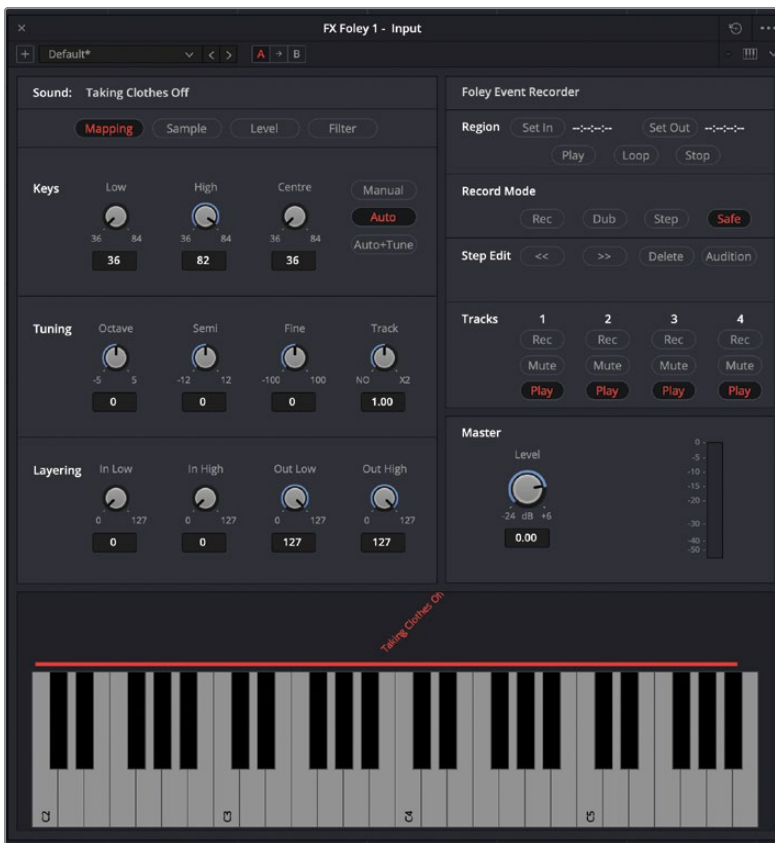 FX Foley 1 - Input
Default*
A B
Sound: Taking Clothes Off
Mapping Sample Level Filter
Keys Low High Centre Manual
Auto
36 84 36 84 36 84 Auto+Tune
36 82 36
Tuning Octave Semi Fine Track
-5 5 -12 12 -100 100 NO X2
0 0 0 1.00
Layering In Low In High Out Low Out High
0 127 0 127 0 127 0 127
0 0 127 127
Foley Event Recorder
Region Set In --:--:--:-- Set Out --:--:--:--
Play Loop Stop
Record Mode
Rec Dub Step Safe
Step Edit << >> Delete Audition
Tracks 1 2 3 4
Rec Rec Rec Rec
Mute Mute Mute Mute
Play Play Play Play
Master
Level
-24 dB +6
0.00
0
-5
-10
-15
-20
-30
-40
-50
Taking Clothes Off
C2 C3 C4 C5